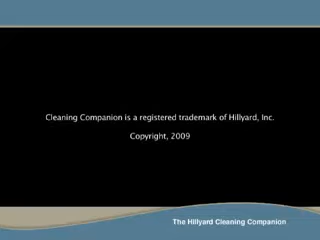 Cleaning Companion is a registered trademark of Hillyard, Inc.
Copyright, 2009
The Hillyard Cleaning Companion